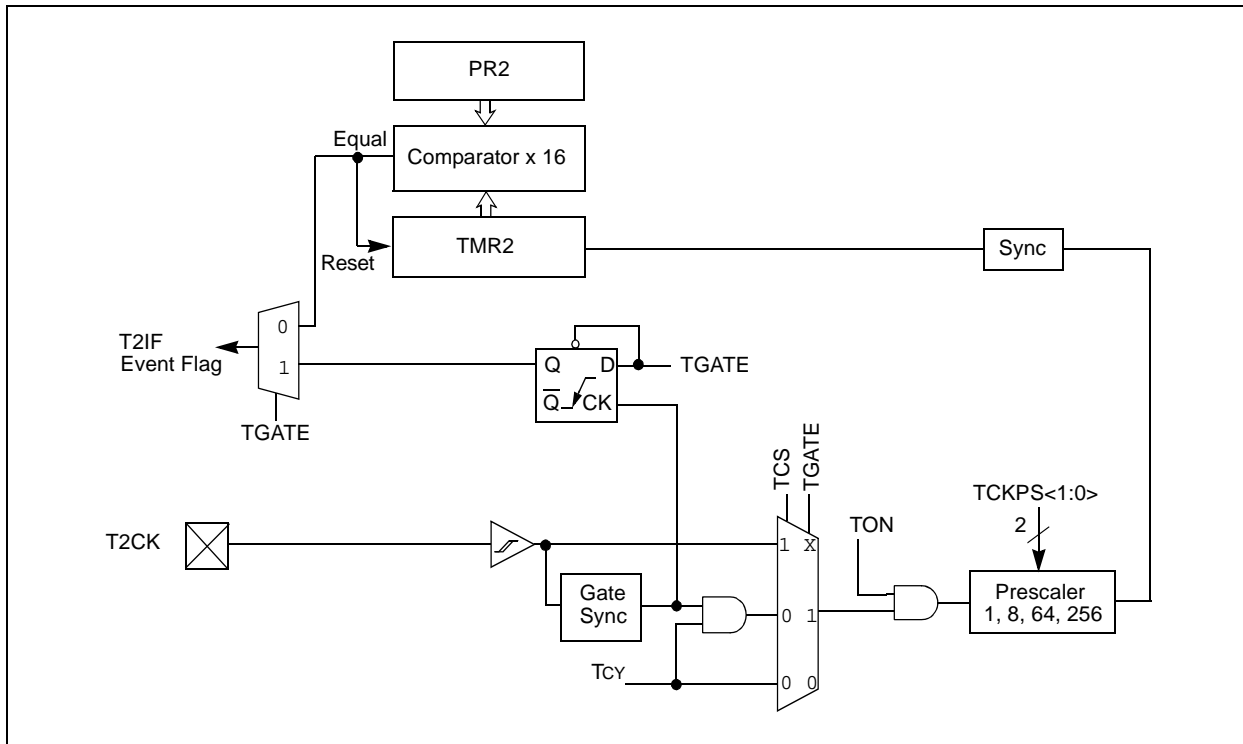 PR2
Equal
Comparator x 16
TMR2
Sync
Reset
0
T2IF
Event Flag
1
Q
D
TGATE
Q̅
CK
TGATE
TCS
TGATE
TCKPS<1:0>
2
TON
T2CK
1 X
Gate
Sync
Prescaler
1, 8, 64, 256
0 1
TCY
0 0